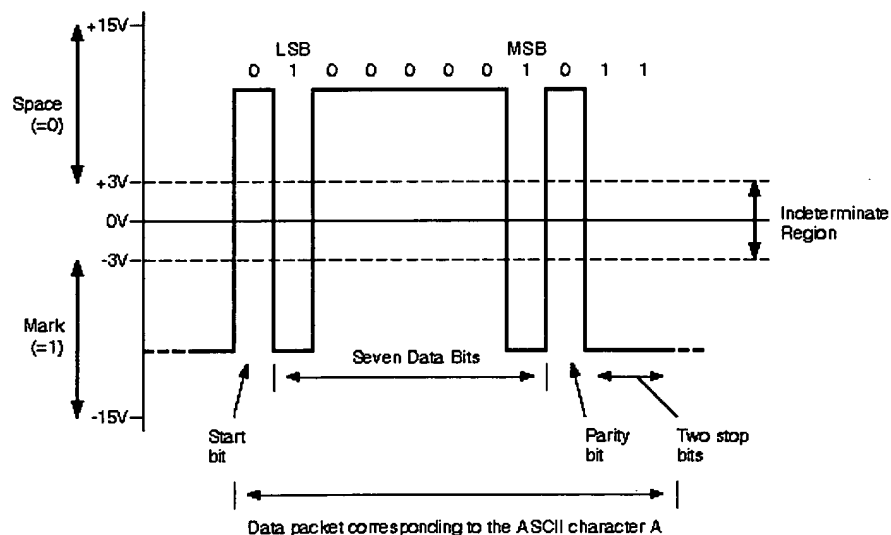 +15V
LSB MSB
0 1 0 0 0 0 0 1 0 1 1
Space
(=0)
+3V
0V
Indeterminate
Region
-3V
Mark
(=1)
Seven Data Bits
-15V
Start
bit
Parity
bit
Two stop
bits
Data packet corresponding to the ASCII character A